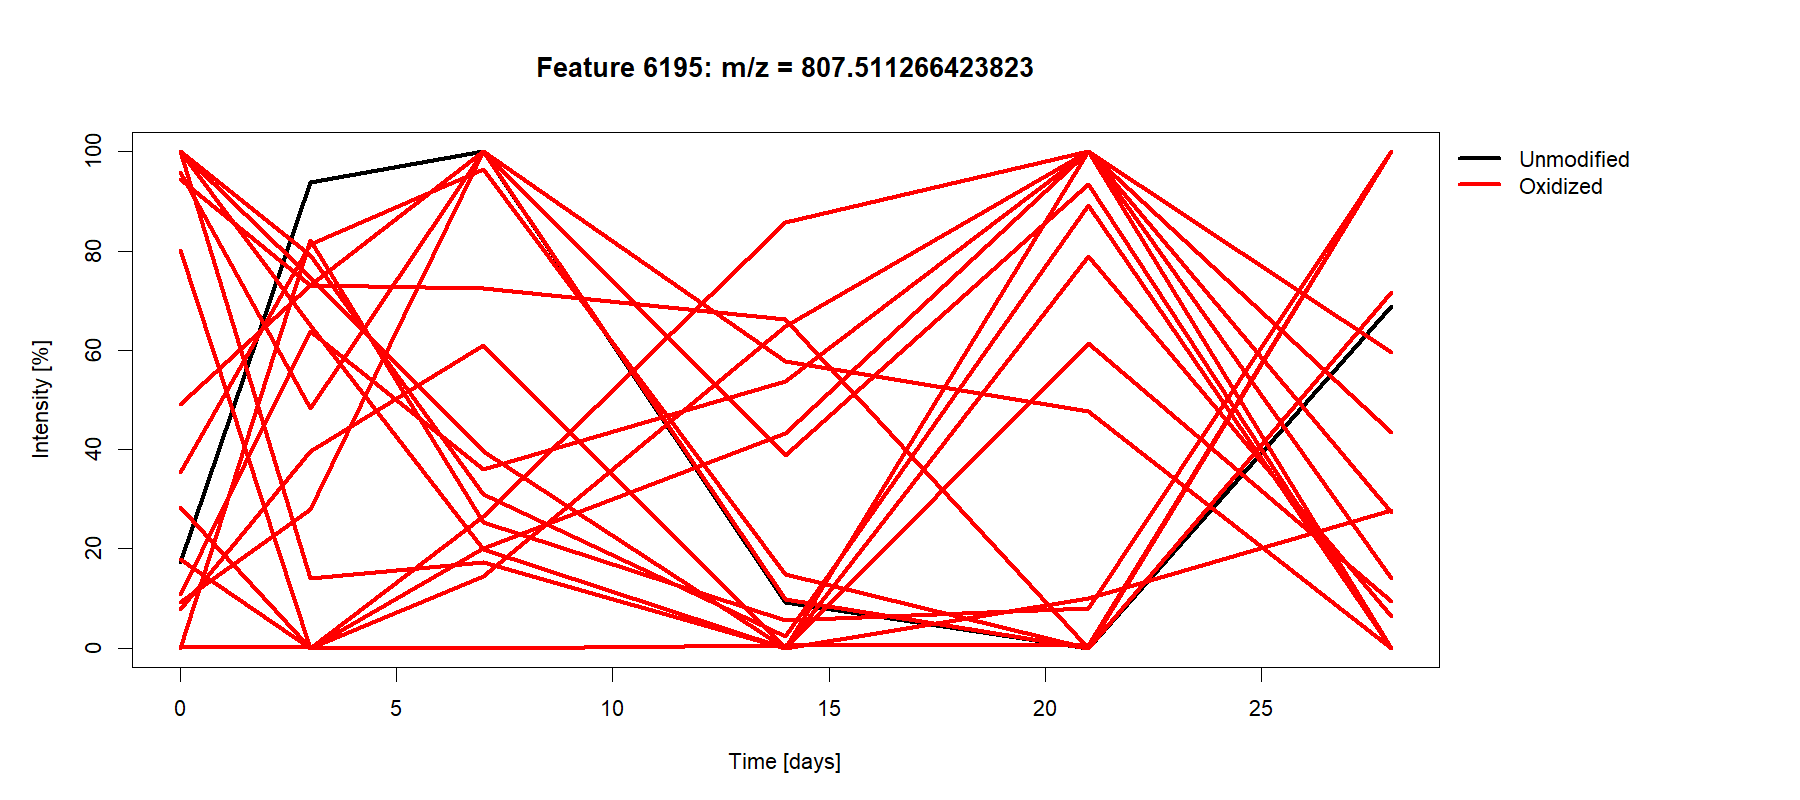 Feature 6195: m/z = 807.511266423823
100
80
60
40
20
0
Intensity [%]
0 5 10 15 20 25
Time [days]
Unmodified
Oxidized